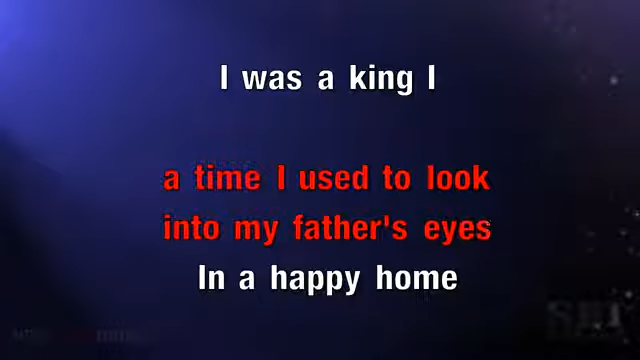 I was a king I
a time I used to look
into my father's eyes
In a happy home